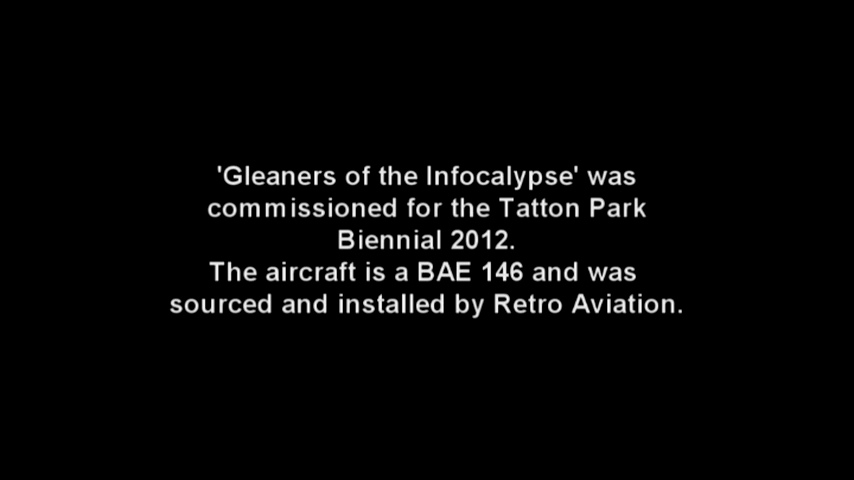 'Gleaners of the Infocalypse' was
commissioned for the Tatton Park
Biennial 2012.
The aircraft is a BAE 146 and was
sourced and installed by Retro Aviation.